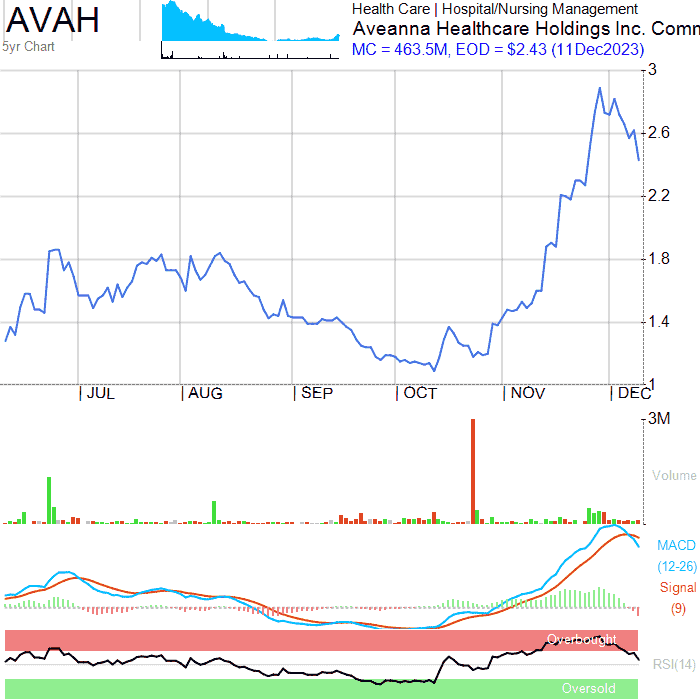 AVAH
5yr Chart
Health Care | Hospital/Nursing Management
Aveanna Healthcare Holdings Inc. Comm
MC = 463.5M, EOD = $2.43 (11Dec2023)
3
2.6
2.2
1.8
1.4
1
JUL
AUG
SEP
OCT
NOV
DEC
3M
Volume
MACD
(12-26)
Signal
(9)
Overbought
RSI(14)
Oversold